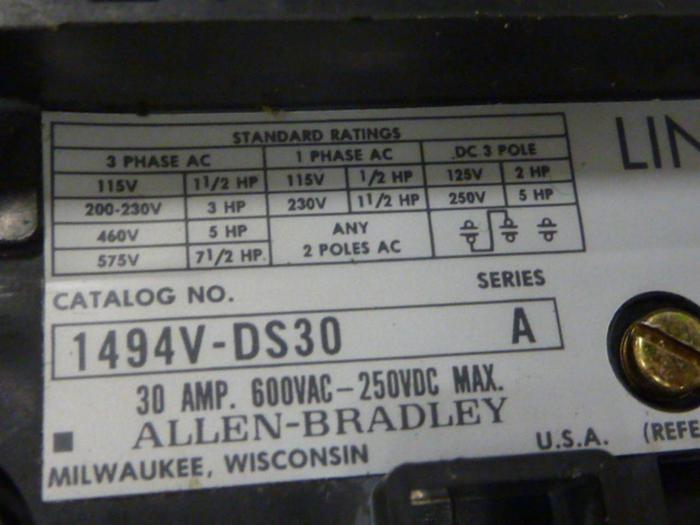 STANDARD RATINGS
3 PHASE AC 1 PHASE AC DC 3 POLE
115V 1 1/2 HP 115V 1/2 HP 125V 2 HP
200-230V 3 HP 230V 1 1/2 HP 250V 5 HP
460V 5 HP ANY
575V 7 1/2 HP 2 POLES AC
LIN
CATALOG NO. SERIES
1494V-DS30 A
30 AMP. 600VAC-250VDC MAX.
ALLEN-BRADLEY
MILWAUKEE, WISCONSIN U.S.A. (REFE